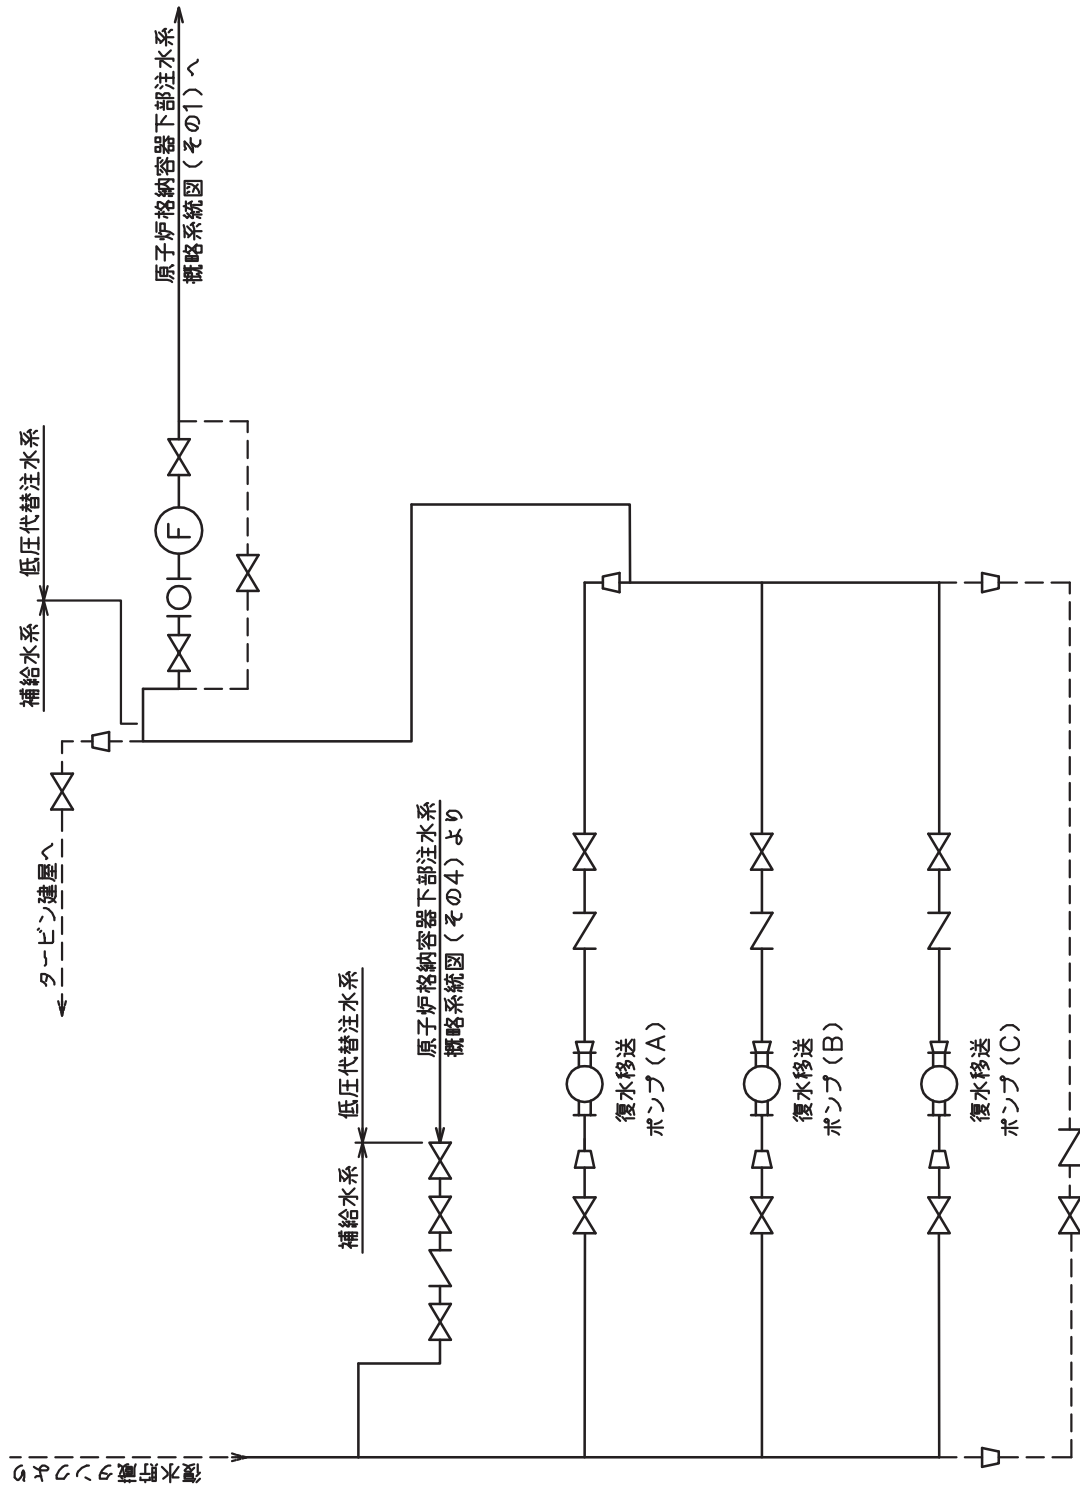 原子炉格納容器下部注水系
概略系統図(その1)へ
低圧代替注水系
補給水系
F
タービン建屋へ
原子炉格納容器下部注水系
概略系統図(その4)より
低圧代替注水系
補給水系
復水移送
ポンプ(A)
復水移送
ポンプ(B)
復水移送
ポンプ(C)
復水貯蔵タンクより